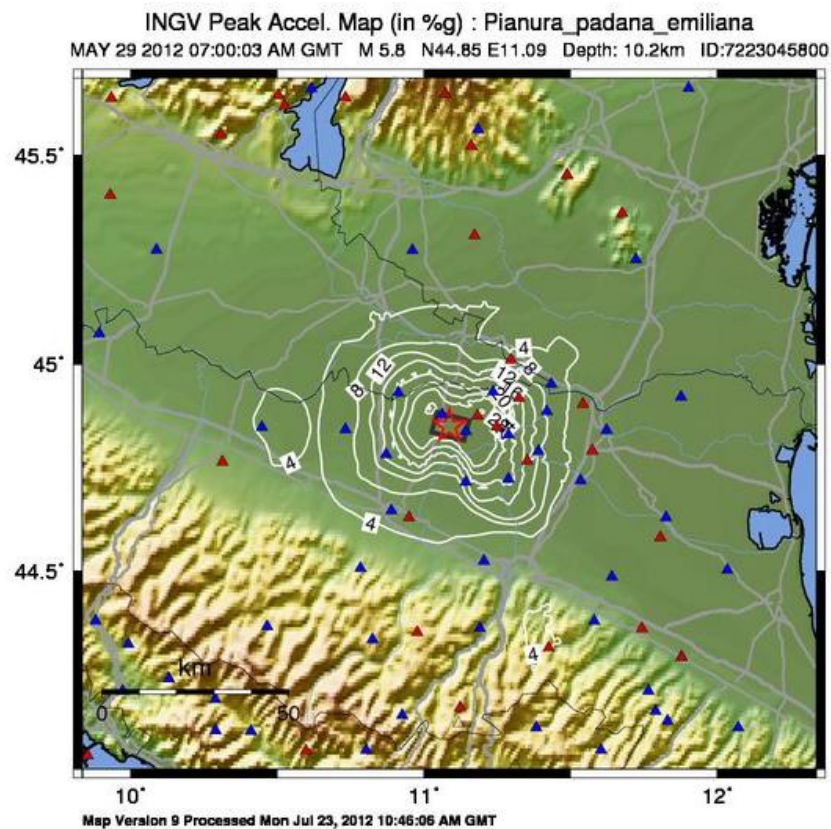 INGV Peak Accel. Map (in %g) : Pianura_padana_emiliana
MAY 29 2012 07:00:03 AM GMT M 5.8 N44.85 E11.09 Depth: 10.2km ID:7223045800
45.5˚
4
12
8
12
8
45˚
4
4
44.5˚
4
km
0 50
10˚ 11˚ 12˚
Map Version 9 Processed Mon Jul 23, 2012 10:46:06 AM GMT